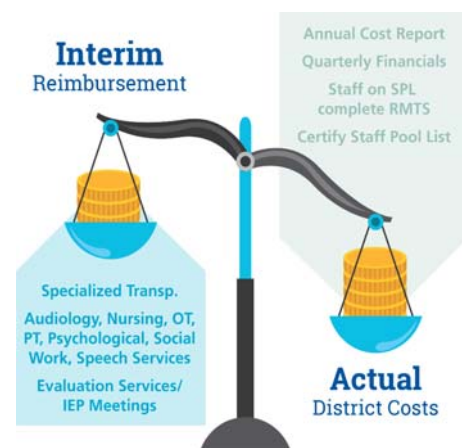 Interim
Reimbursement
Annual Cost Report
Quarterly Financials
Staff on SPL
complete RMTS
Certify Staff Pool List
Specialized Transp.
Audiology, Nursing, OT,
PT, Psychological, Social
Work, Speech Services
Evaluation Services/
IEP Meetings
Actual
District Costs